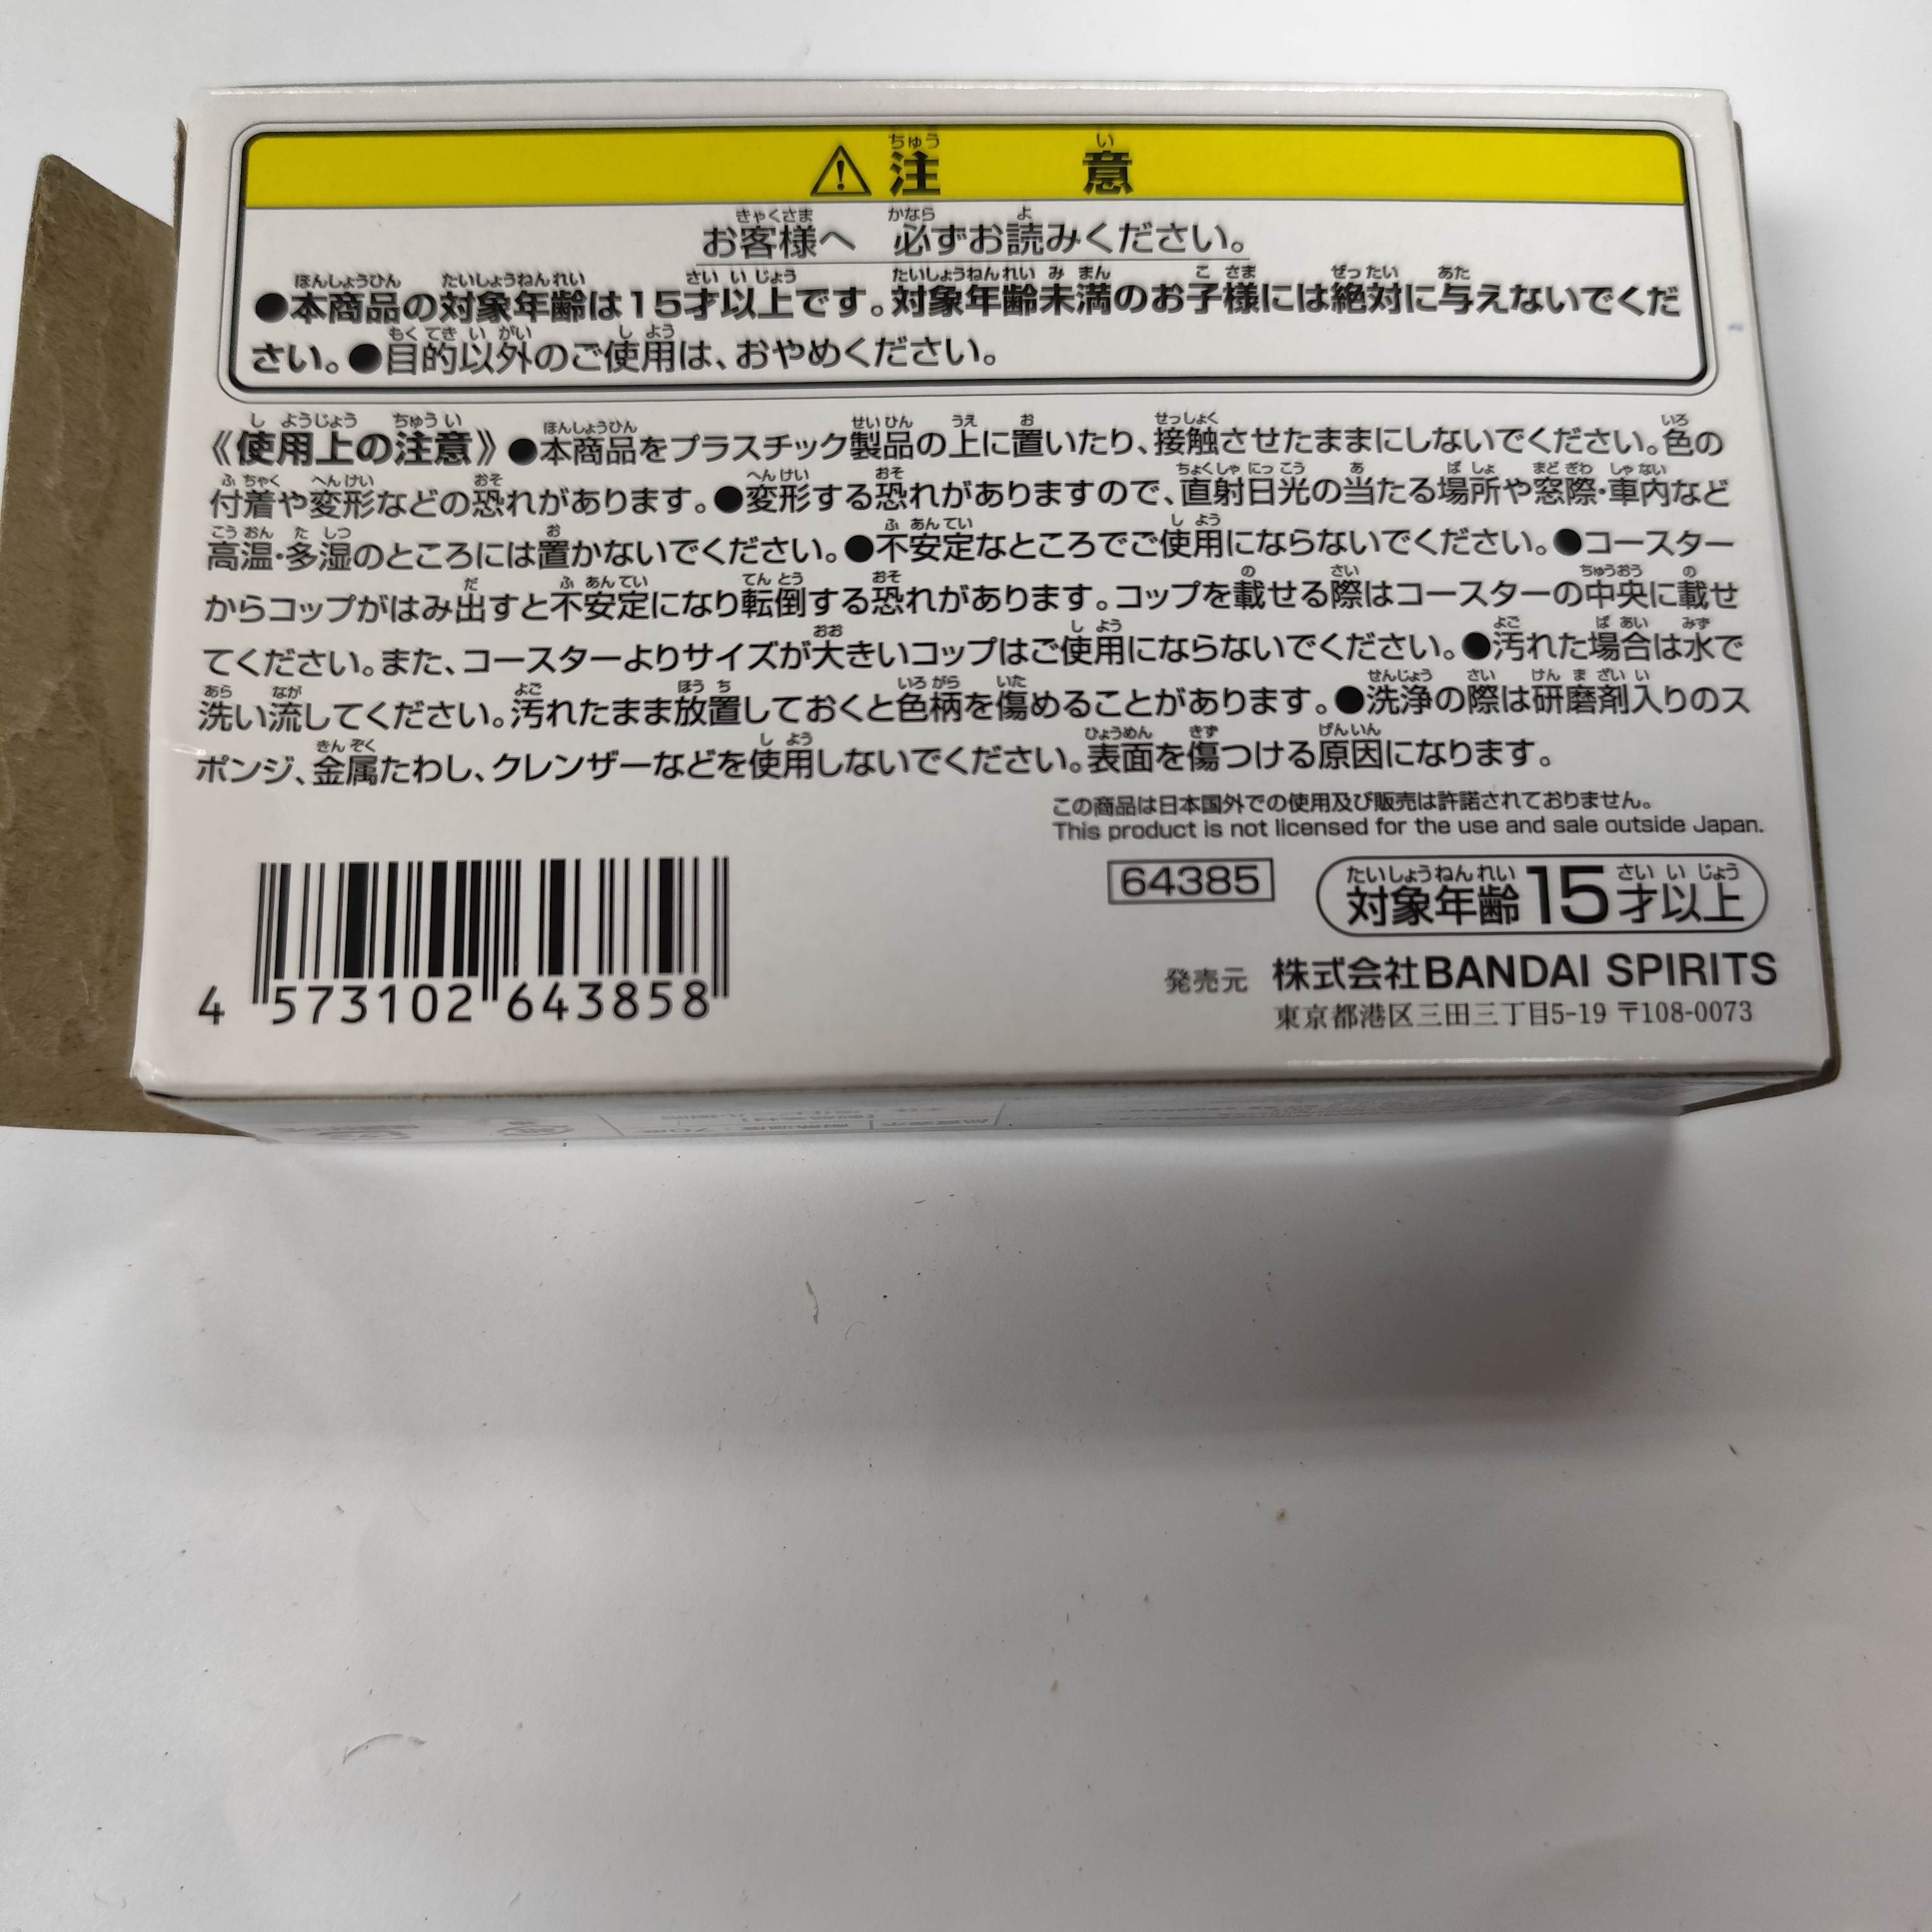 ⚠注意
お客様へ 必ずお読みください。
●本商品の対象年齢は15才以上です。対象年齢未満のお子様には絶対に与えないでくだ
さい。●目的以外のご使用は、おやめください。
《使用上の注意》●本商品をプラスチック製品の上に置いたり、接触させたままにしないでください。色の
付着や変形などの恐れがあります。●変形する恐れがありますので、直射日光の当たる場所や窓際・車内など
高温・多湿のところには置かないでください。●不安定なところでご使用にならないでください。●コースター
からコップがはみ出すと不安定になり転倒する恐れがあります。コップを載せる際はコースターの中央に載せ
てください。また、コースターよりサイズが大きいコップはご使用にならないでください。●汚れた場合は水で
洗い流してください。汚れたまま放置しておくと色柄を傷めることがあります。●洗浄の際は研磨剤入りのス
ポンジ、金属たわし、クレンザーなどを使用しないでください。表面を傷つける原因になります。
この商品は日本国外での使用及び販売は許諾されておりません。
This product is not licensed for the use and sale outside Japan.
64385
対象年齢15才以上
4 573102 643858
発売元 株式会社BANDAI SPIRITS
東京都港区三田三丁目5-19 〒108-0073